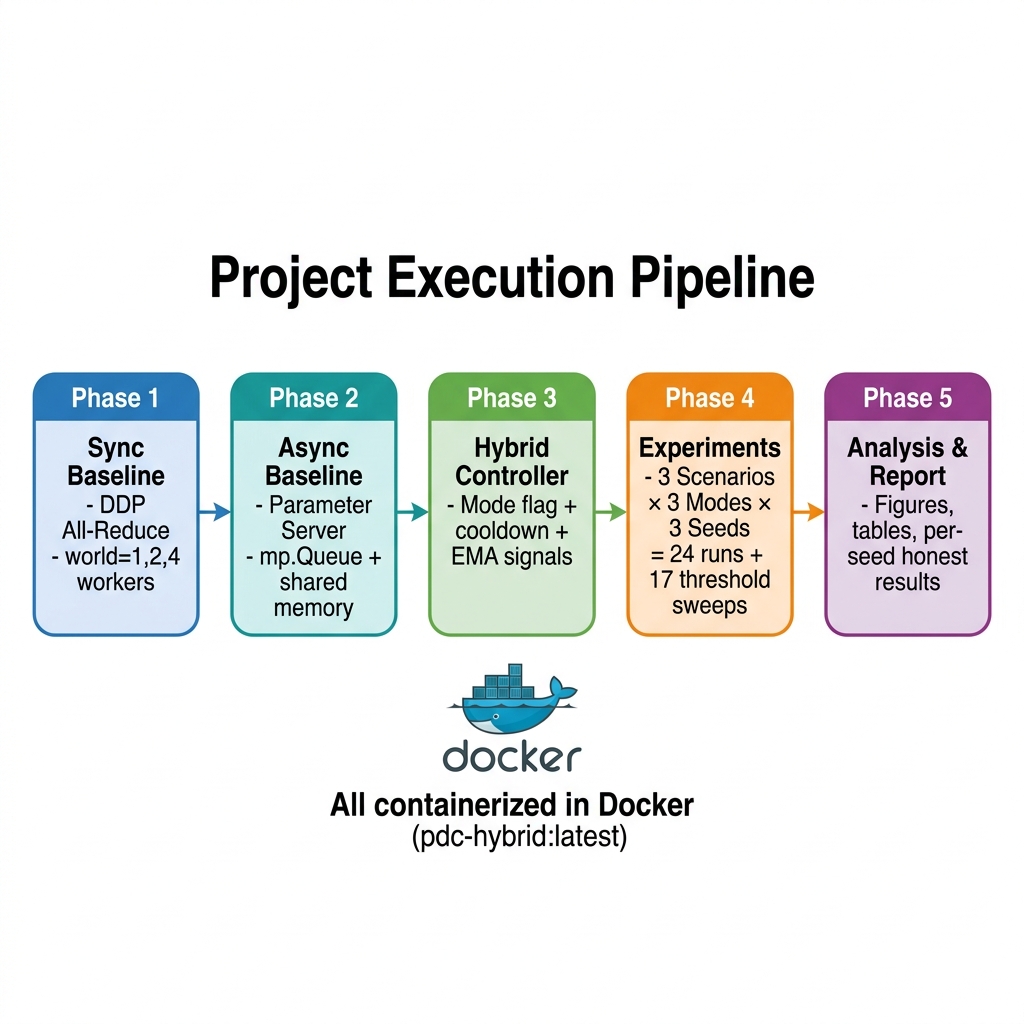 Project Execution Pipeline
Phase 1
Sync
Baseline
- DDP
All-Reduce
- world=1,2,4
workers
Phase 2
Async
Baseline
- Parameter
Server
- mp.Queue +
shared
memory
Phase 3
Hybrid
Controller
- Mode flag +
cooldown +
EMA signals
Phase 4
Experiments
- 3 Scenarios
× 3 Modes ×
3 Seeds
= 24 runs +
17 threshold
sweeps
Phase 5
Analysis &
Report
- Figures,
tables, per-
seed honest
results
docker
All containerized in Docker
(pdc-hybrid:latest)